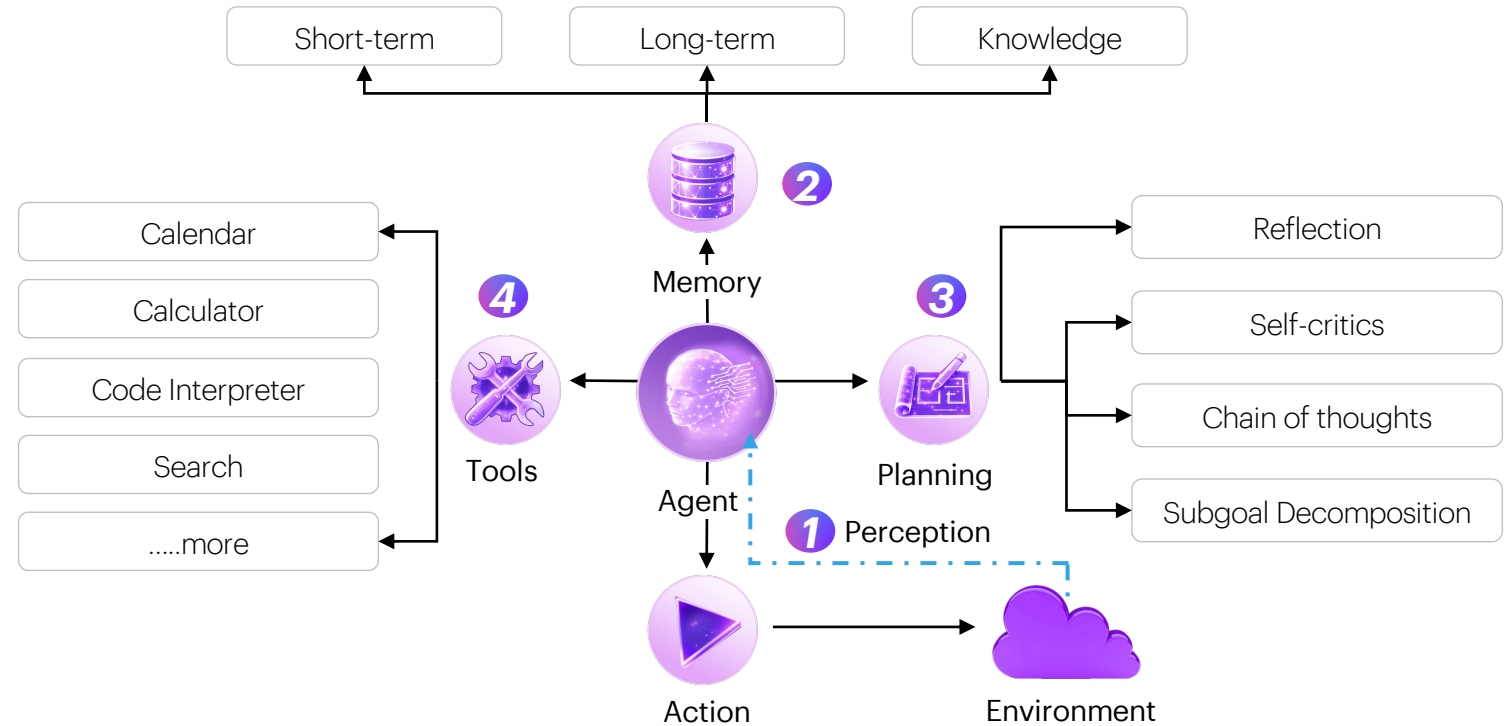 Short-term
Long-term
Knowledge
2
Calendar
Calculator
Code Interpreter
Search
.....more
4
Tools
Memory
Agent
3
Planning
Reflection
Self-critics
Chain of thoughts
Subgoal Decomposition
1 Perception
Action
Environment